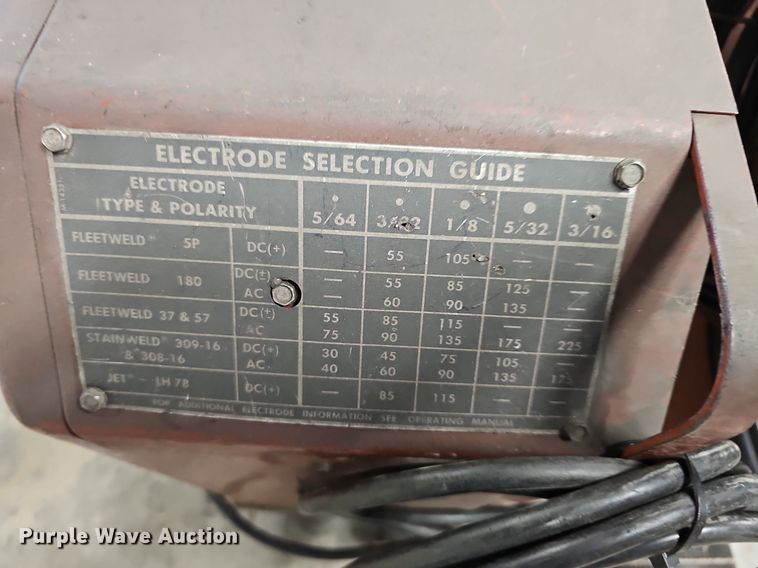 ELECTRODE SELECTION GUIDE
ELECTRODE TYPE & POLARITY 5/64 3/32 1/8 5/32 3/16
FLEETWELD® 5P DC(+) — 55 105 — —
FLEETWELD 180 DC(±) — 55 85 125 —
AC — 60 90 135 —
FLEETWELD 37 & 57 DC(±) 55 85 115 — —
AC 75 90 135 175 225
STAINWELD® 309-16 & 308-16 DC(+) 30 45 75 105 —
AC 40 60 90 135 175
JET® — LH 78 DC(+) — 85 115 — —
FOR ADDITIONAL ELECTRODE INFORMATION SEE OPERATING MANUAL
Purple Wave Auction